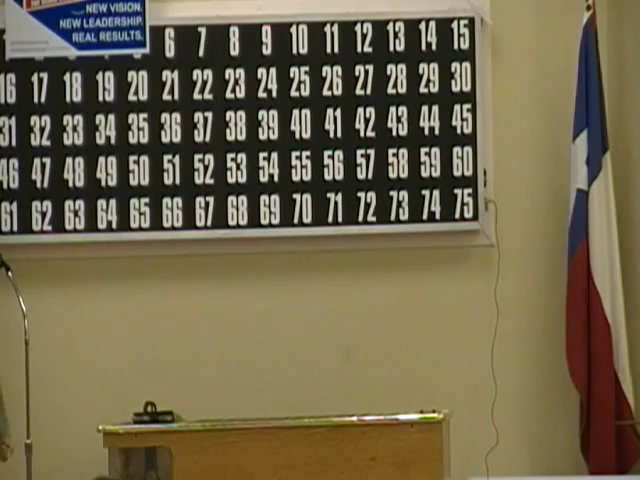 NEW VISION.
NEW LEADERSHIP.
REAL RESULTS.
6 7 8 9 10 11 12 13 14 15
16 17 18 19 20 21 22 23 24 25 26 27 28 29 30
31 32 33 34 35 36 37 38 39 40 41 42 43 44 45
46 47 48 49 50 51 52 53 54 55 56 57 58 59 60
61 62 63 64 65 66 67 68 69 70 71 72 73 74 75